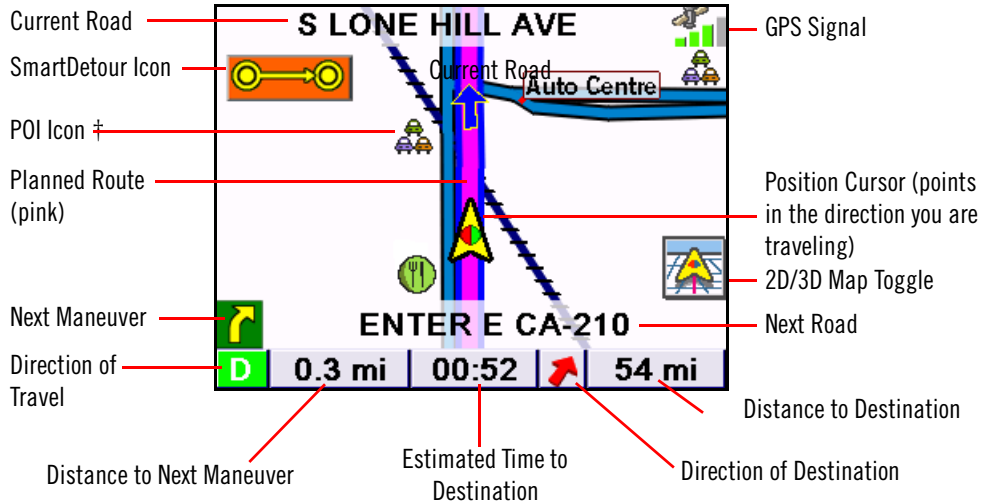 Current Road
S LONE HILL AVE
GPS Signal
SmartDetour Icon
Current Road
Auto Centre
POI Icon †
Planned Route
(pink)
Position Cursor (points
in the direction you are
traveling)
2D/3D Map Toggle
Next Maneuver
ENTER E CA-210
Next Road
Direction of
Travel
D
0.3 mi
00:52
54 mi
Distance to Destination
Distance to Next Maneuver
Estimated Time to
Destination
Direction of Destination